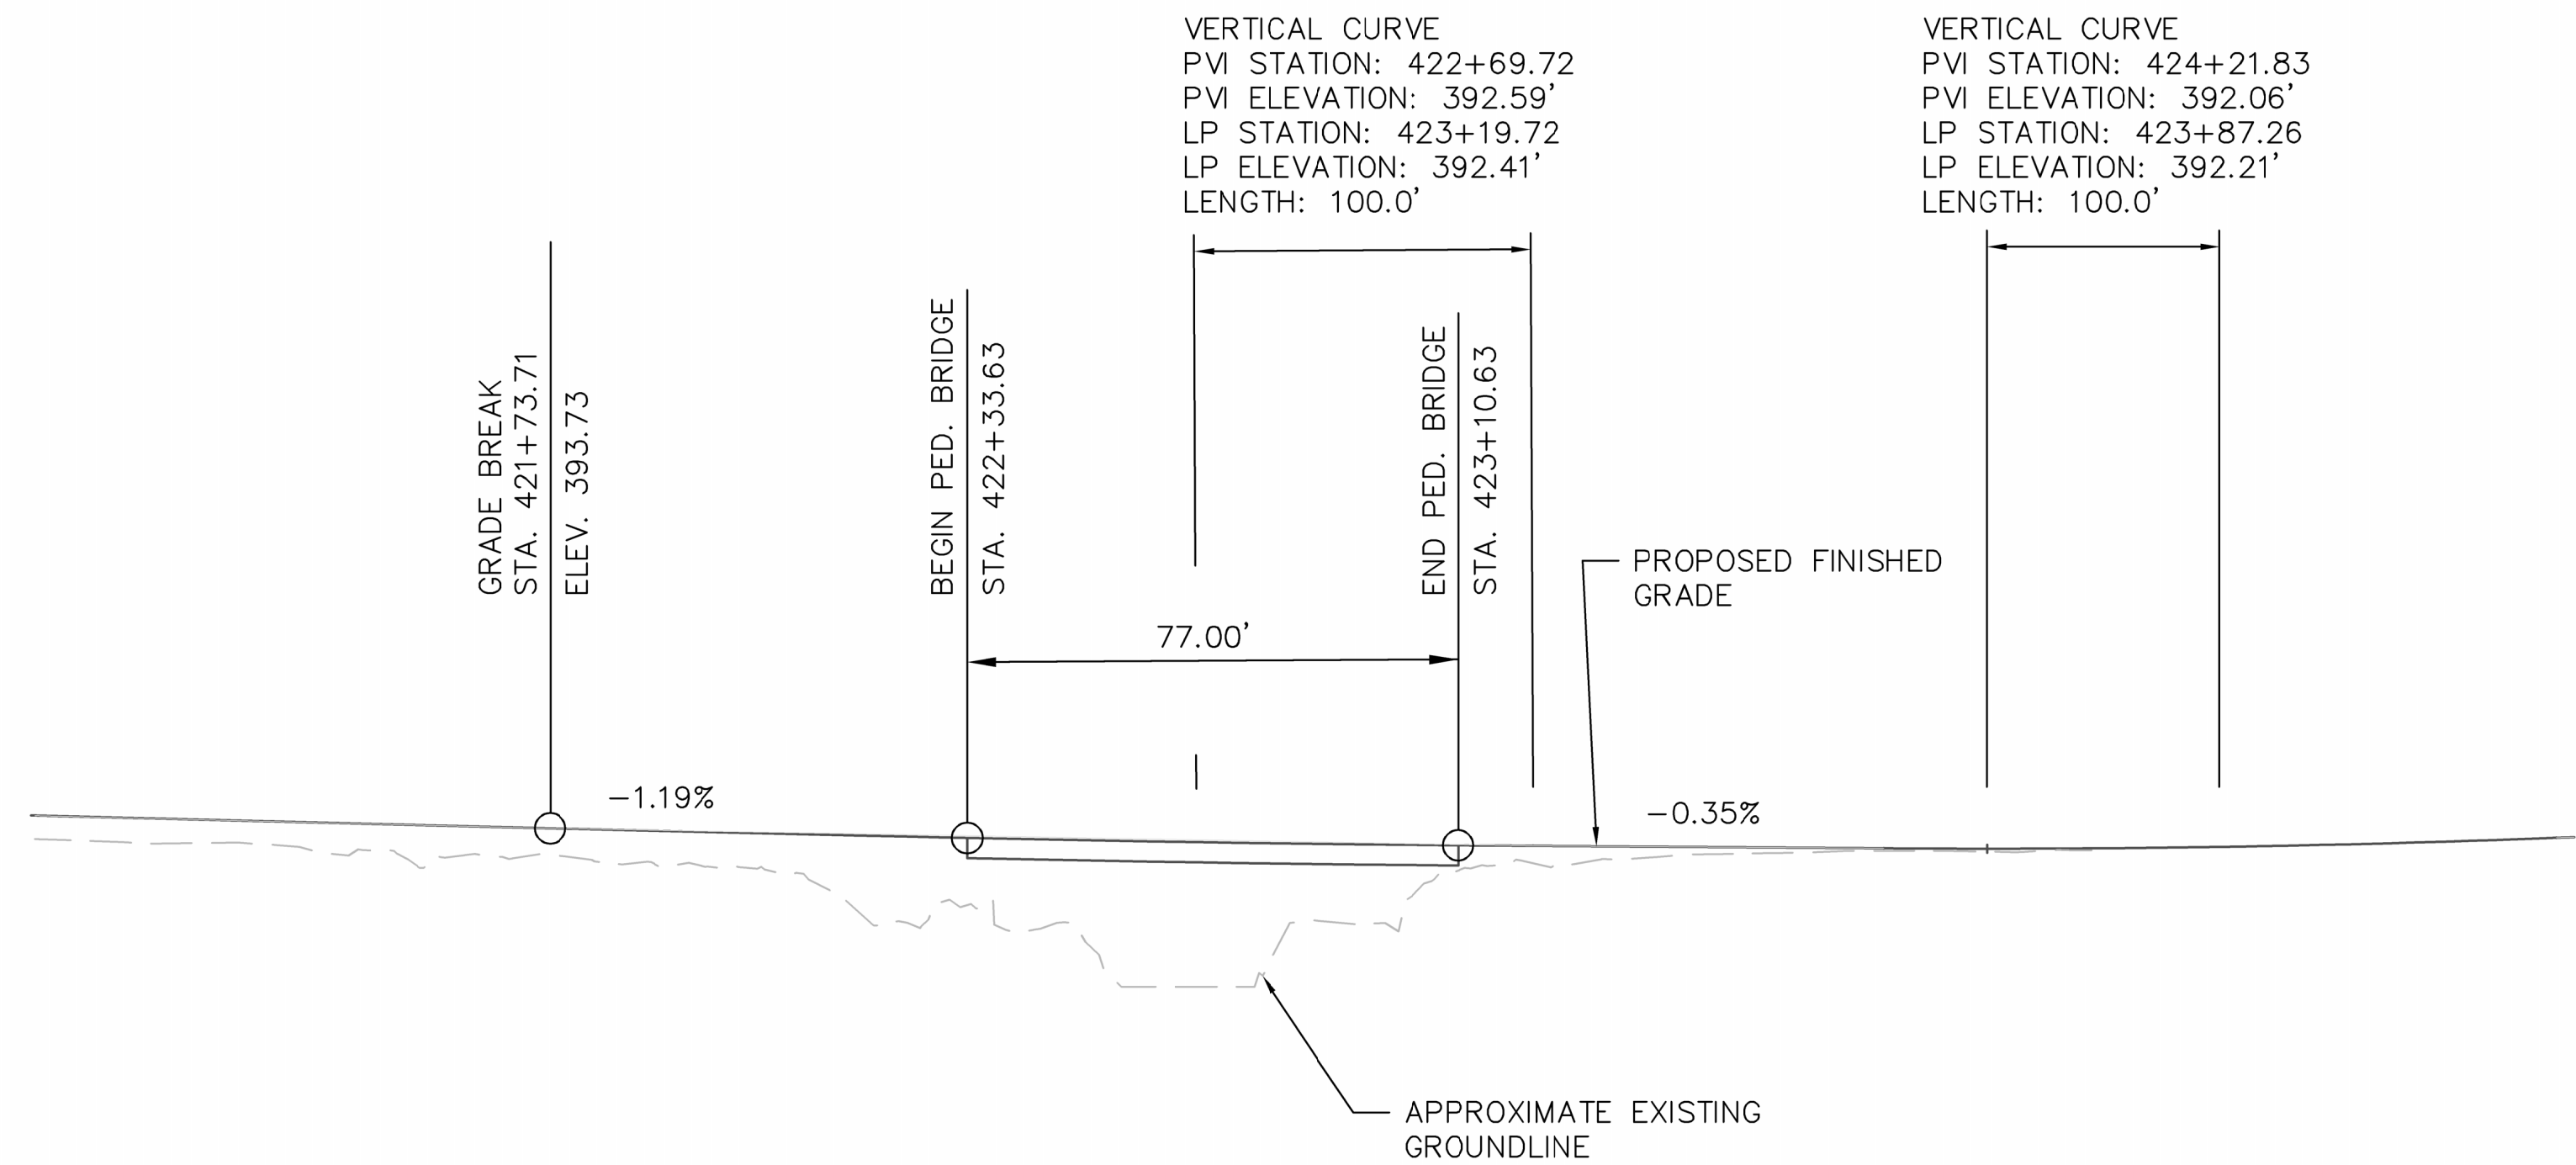 VERTICAL CURVE
PVI STATION: 422+69.72
PVI ELEVATION: 392.59'
LP STATION: 423+19.72
LP ELEVATION: 392.41'
LENGTH: 100.0'
VERTICAL CURVE
PVI STATION: 424+21.83
PVI ELEVATION: 392.06'
LP STATION: 423+87.26
LP ELEVATION: 392.21'
LENGTH: 100.0'
GRADE BREAK
STA. 421+73.71
ELEV. 393.73
BEGIN PED. BRIDGE
STA. 422+33.63
END PED. BRIDGE
STA. 423+10.63
PROPOSED FINISHED
GRADE
77.00'
-1.19%
-0.35%
APPROXIMATE EXISTING
GROUNDLINE